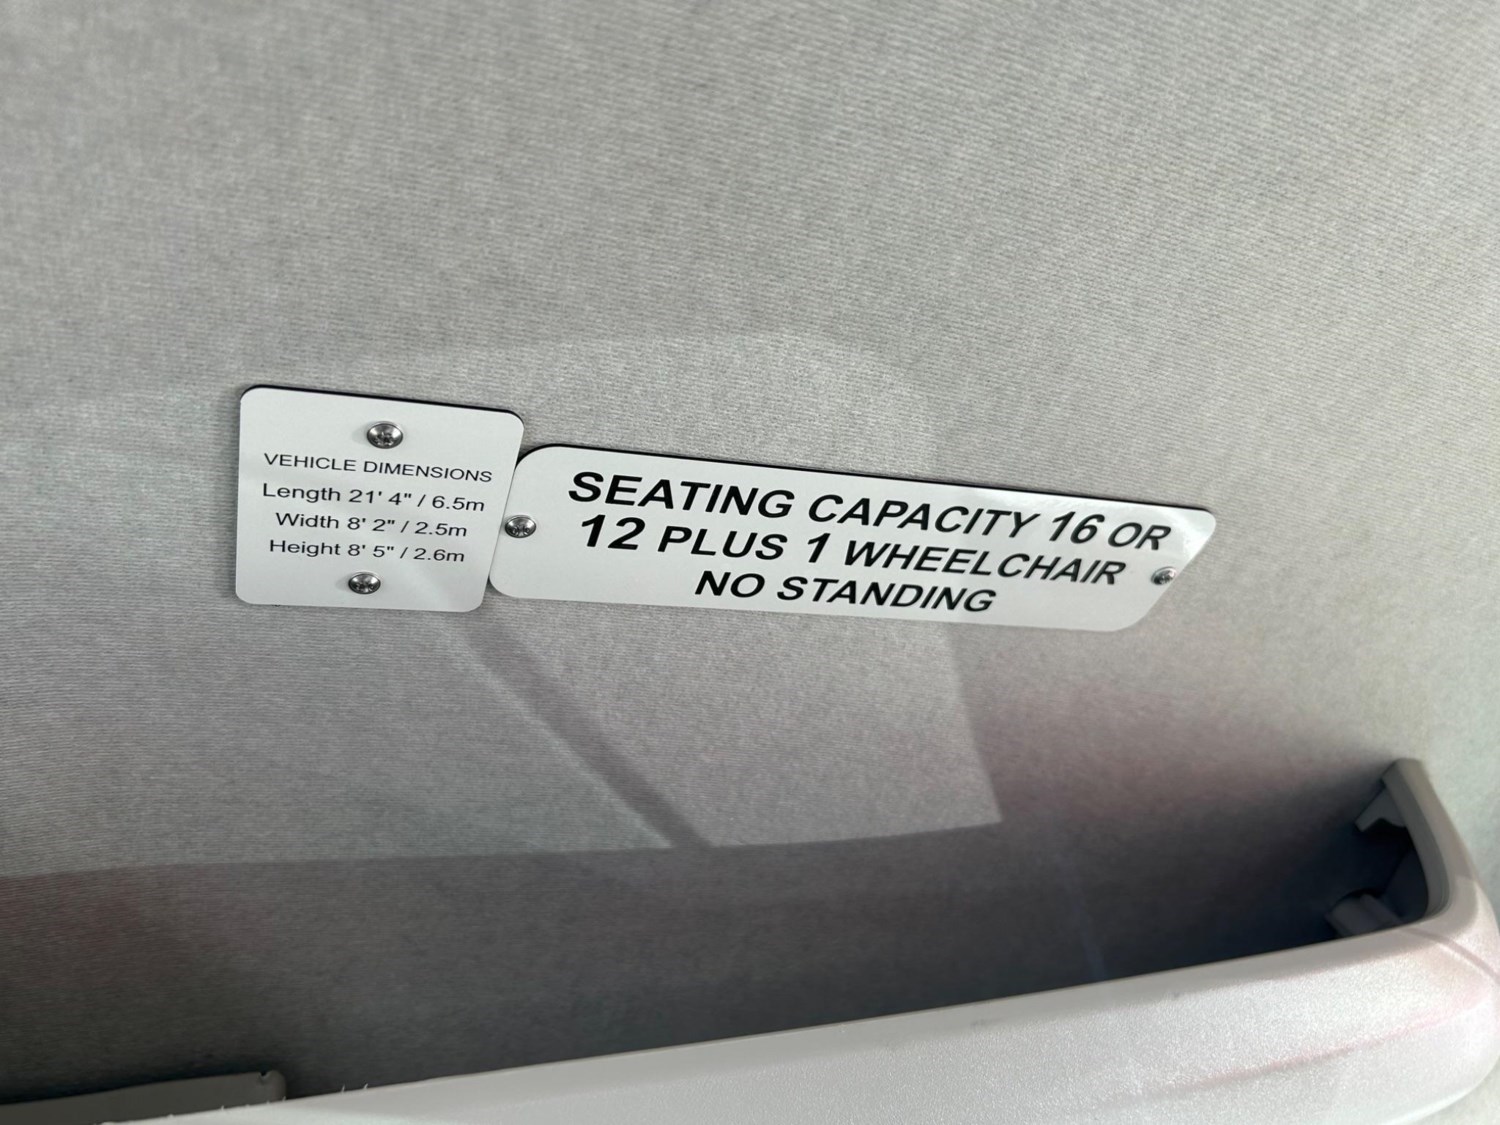 VEHICLE DIMENSIONS
Length 21' 4" / 6.5m
Width 8' 2" / 2.5m
Height 8' 5" / 2.6m
SEATING CAPACITY 16 OR
12 PLUS 1 WHEELCHAIR
NO STANDING